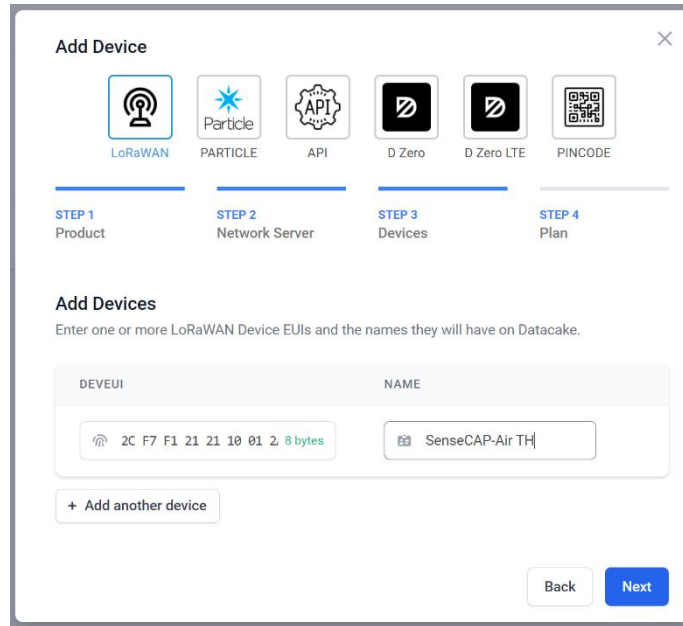 Add Device
Particle
API
LoRaWAN PARTICLE API D Zero D Zero LTE PINCODE
STEP 1 STEP 2 STEP 3 STEP 4
Product Network Server Devices Plan
Add Devices
Enter one or more LoRaWAN Device EUIs and the names they will have on Datacake.
DEVEUI NAME
2C F7 F1 21 21 10 01 8 bytes SenseCAP-Air TH
+ Add another device
Back Next